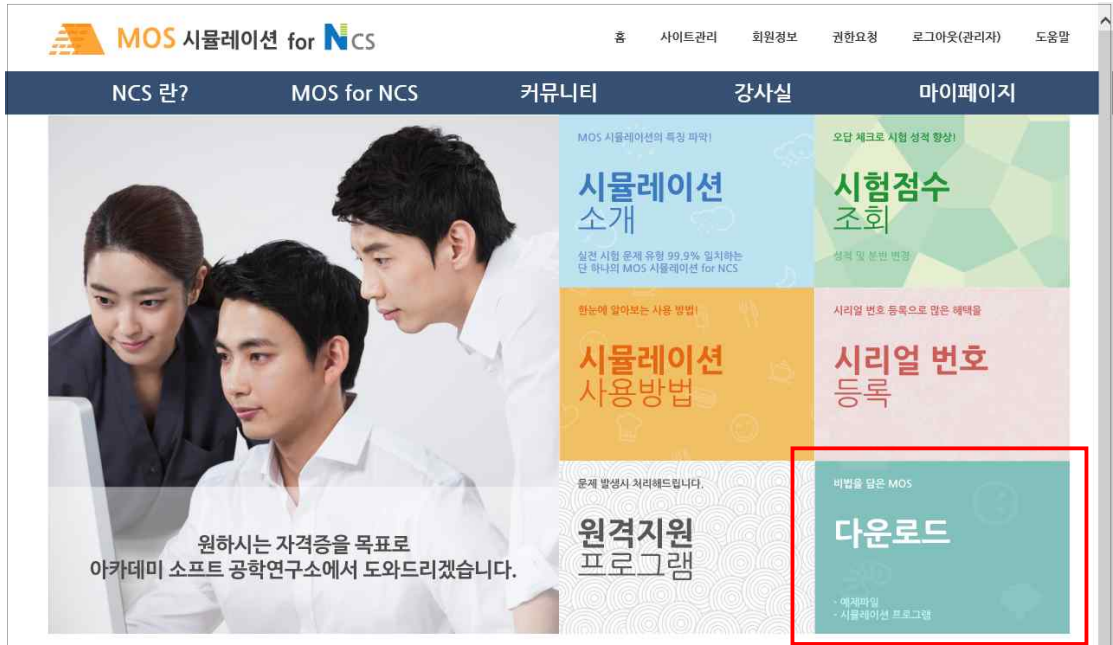 MOS 시뮬레이션 for NCS
홈 사이트관리 회원정보 권한요청 로그아웃(관리자) 도움말
NCS 란? MOS for NCS 커뮤니티 강사실 마이페이지
MOS 시뮬레이션의 특징 파악!
시뮬레이션
소개
실전 시험 문제 유형 99.9% 일치하는
단 하나의 MOS 시뮬레이션 for NCS
오답 체크로 시험 성적 향상!
시험점수
조회
성적 및 분반 변경
한눈에 알아보는 사용 방법!
시뮬레이션
사용방법
시리얼 번호 등록으로 많은 혜택을
시리얼 번호
등록
문제 발생시 처리해드립니다.
원격지원
프로그램
비법을 담은 MOS
다운로드
- 예제파일
- 시뮬레이션 프로그램
원하시는 자격증을 목표로
아카데미 소프트 공학연구소에서 도와드리겠습니다.